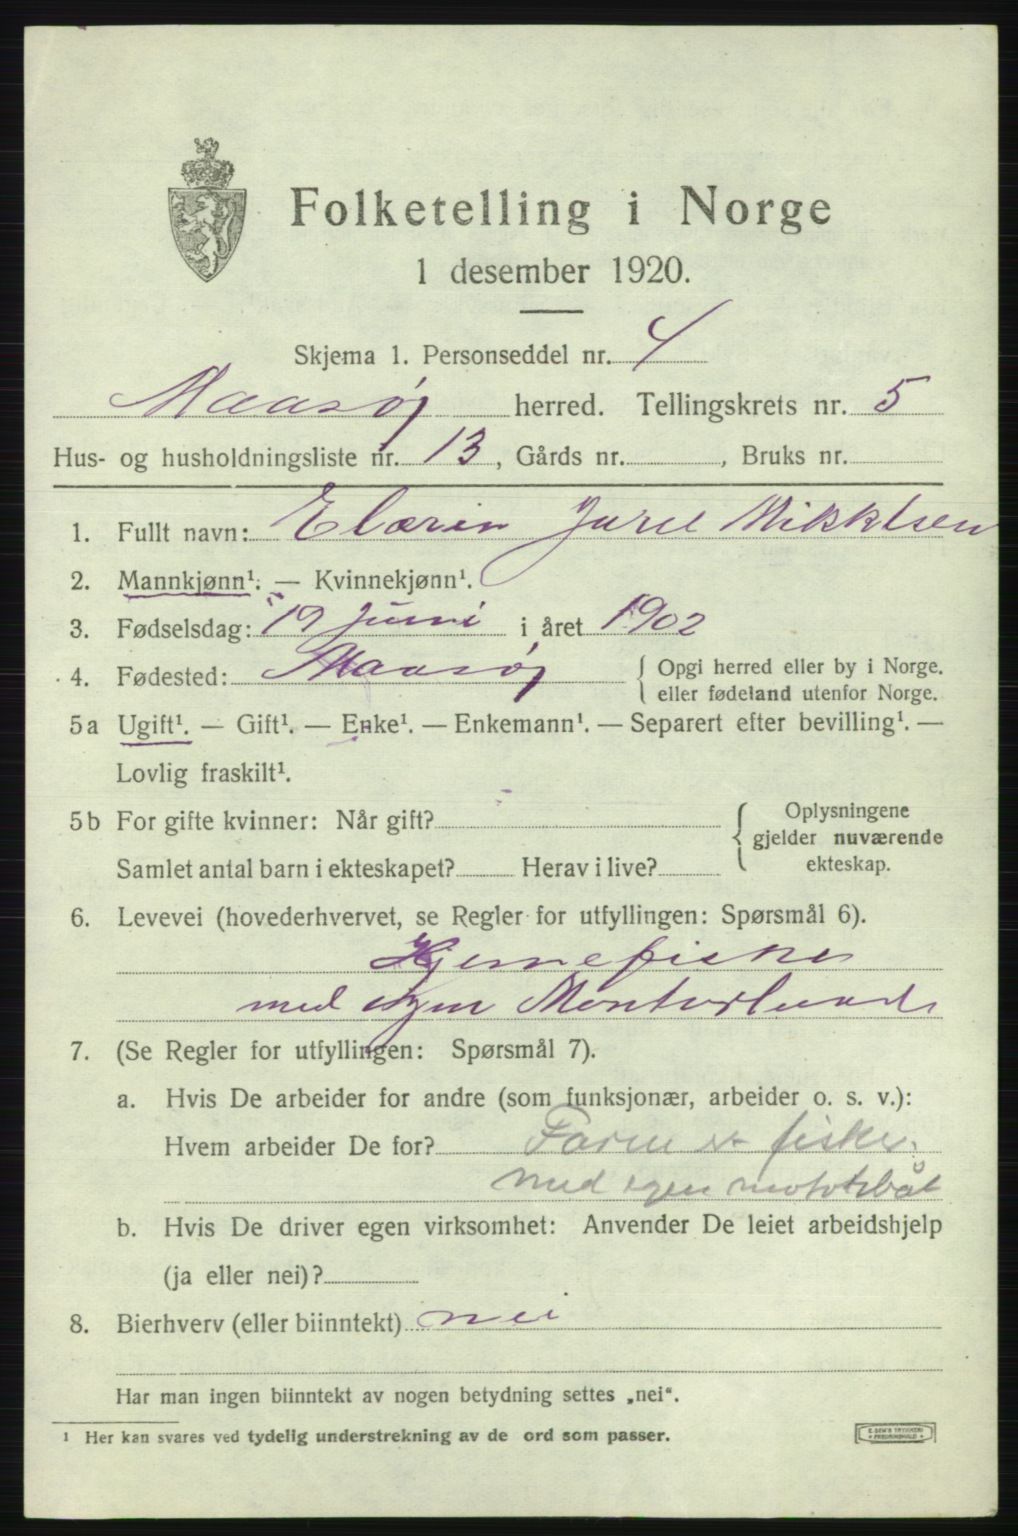 Folketelling i Norge
1 desember 1920.
Skjema 1. Personseddel nr. 4
Maasøy herred. Tellingskrets nr. 5
Hus- og husholdningsliste nr. 13, Gårds nr. , Bruks nr.
1. Fullt navn: Mikkelsen
2. Mannkjønn¹. — Kvinnekjønn¹.
3. Fødselsdag: 19 Juni i året 1902
4. Fødested: Maasøy { Opgi herred eller by i Norge.
eller fødeland utenfor Norge.
5a Ugift¹. — Gift¹. — Enke¹. — Enkemann¹. — Separert efter bevilling¹. —
Lovlig fraskilt¹.
5b For gifte kvinner: Når gift? { Oplysningene
gjelder nuværende
Samlet antal barn i ekteskapet? Herav i live? ekteskap.
6. Levevei (hovederhvervet, se Regler for utfyllingen: Spørsmål 6).
Hjemmefisker
med egen
7. (Se Regler for utfyllingen: Spørsmål 7).
a. Hvis De arbeider for andre (som funksjonær, arbeider o. s. v.):
Hvem arbeider De for? Faren er fisker
med egen motorbåt
b. Hvis De driver egen virksomhet: Anvender De leiet arbeidshjelp
(ja eller nei)?
8. Bierhverv (eller biinntekt) nei
Har man ingen biinntekt av nogen betydning settes „nei“.
¹ Her kan svares ved tydelig understrekning av de ord som passer.